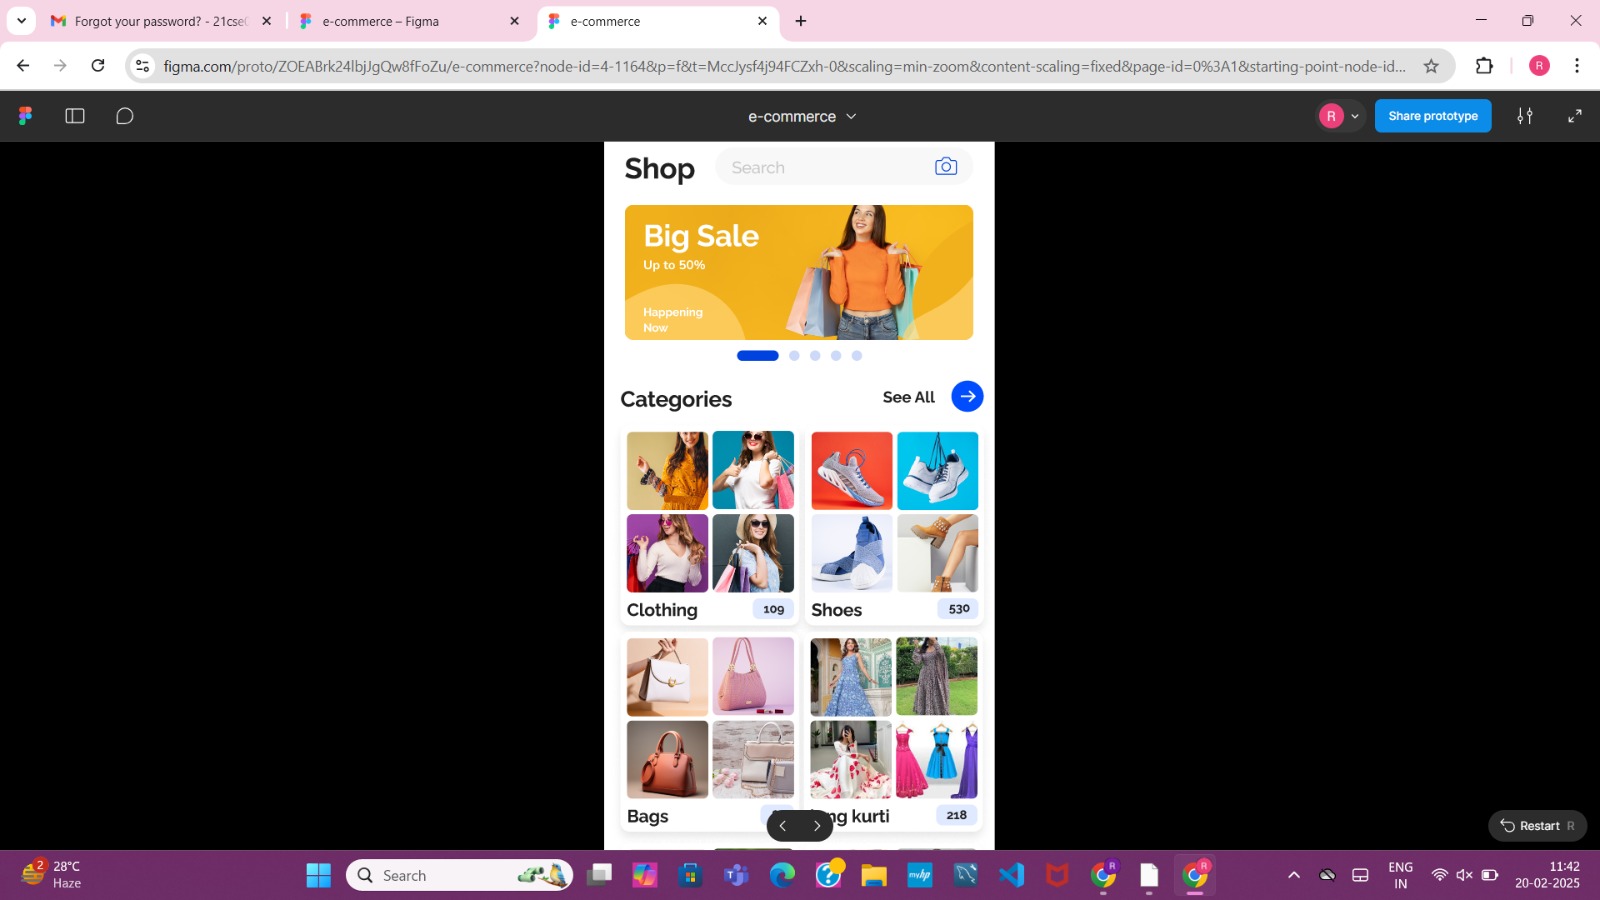 Forgot your password? - 21cse
e-commerce – Figma
e-commerce
figma.com/proto/ZOEABrk24lbjJgQw8fFoZu/e-commerce?node-id=4-1164&p=f&t=MccJysf4j94FCZxh-0&scaling=min-zoom&content-scaling=fixed&page-id=0%3A1&starting-point-node-id...
R
e-commerce
R
Share prototype
Shop
Search
Big Sale
Up to 50%
Happening
Now
Categories
See All
Clothing
109
Shoes
530
Bags
ng kurti
218
Restart R
2
28°C
Haze
Search
myhp
R
R
ENG
IN
11:42
20-02-2025